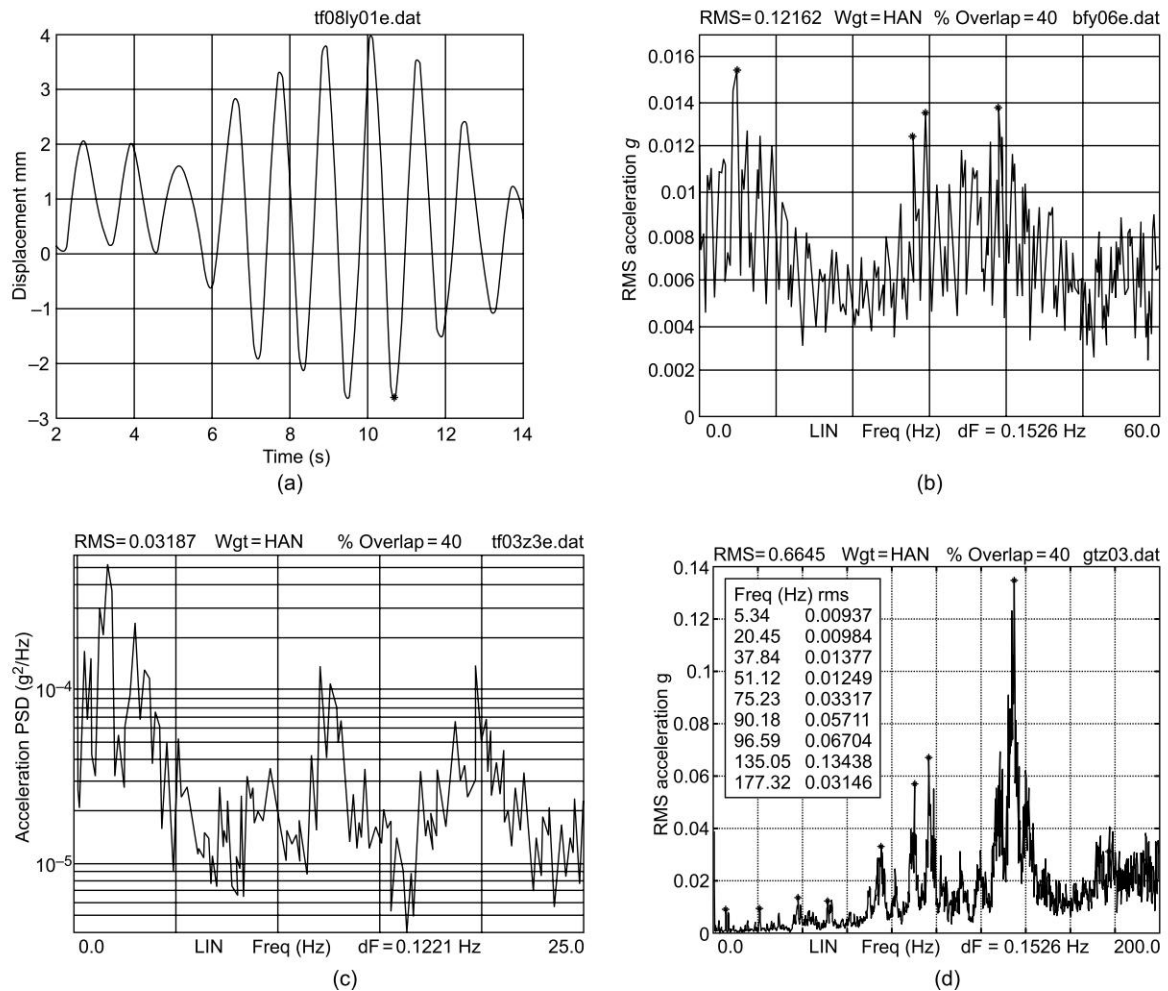 tf08ly01e.dat
4
3
2
1
0
–1
–2
–3
Displacement mm
2 4 6 8 10 12 14
Time (s)
(a)
RMS=0.12162 Wgt=HAN % Overlap=40 bfy06e.dat
0.016
0.014
0.012
0.01
0.008
0.006
0.004
0
RMS acceleration g
0.0 LIN Freq (Hz) dF = 0.1526 Hz 60.0
(b)
RMS=0.03187 Wgt=HAN % Overlap=40 tf03z3e.dat
10–4
10–5
Acceleration PSD (g2/Hz)
0.0 LIN Freq (Hz) dF=0.1221 Hz 25.0
(c)
RMS=0.6645 Wgt=HAN % Overlap=40 gtz03.dat
0.14
0.12
0.1
0.08
0.06
0.04
0.02
0
RMS acceleration g
Freq (Hz) rms
5.34 0.00937
20.45 0.00984
37.84 0.01377
51.12 0.01249
75.23 0.03317
90.18 0.05711
96.59 0.06704
135.05 0.13438
177.32 0.03146
0.0 LIN Freq (Hz) dF = 0.1526 Hz 200.0
(d)